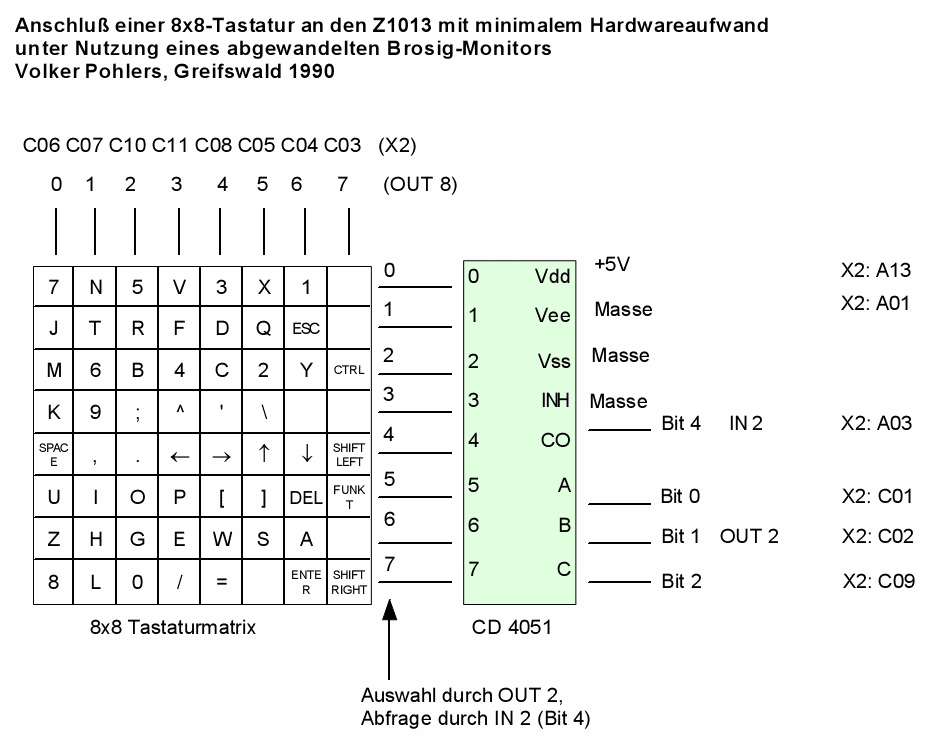 Anschluß einer 8x8-Tastatur an den Z1013 mit minimalem Hardwareaufwand
unter Nutzung eines abgewandelten Brosig-Monitors
Volker Pohlers, Greifswald 1990
C06 C07 C10 C11 C08 C05 C04 C03 (X2)
0 1 2 3 4 5 6 7 (OUT 8)
7 N 5 V 3 X 1
J T R F D Q ESC
M 6 B 4 C 2 Y CTRL
K 9 ; ^ ' \
SPAC
E , . ← → ↑ ↓ SHIFT
LEFT
U I O P [ ] DEL FUNK
T
Z H G E W S A
8 L 0 / = ENTE
R SHIFT
RIGHT
0
1
2
3
4
5
6
7
0 Vdd +5V X2: A13
1 Vee Masse X2: A01
2 Vss Masse
3 INH Masse
4 CO Bit 4 IN 2 X2: A03
5 A Bit 0 X2: C01
6 B Bit 1 OUT 2 X2: C02
7 C Bit 2 X2: C09
8x8 Tastaturmatrix
CD 4051
Auswahl durch OUT 2,
Abfrage durch IN 2 (Bit 4)